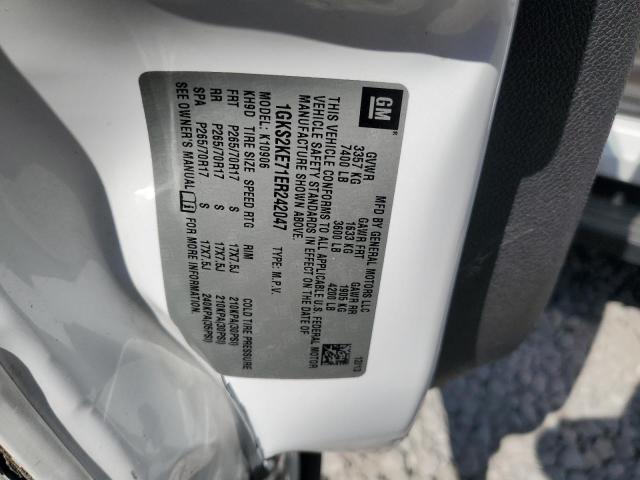 GM
MFD BY GENERAL MOTORS LLC 12/13
GVWR GAWR FRT GAWR RR
3357 KG 1633 KG 1905 KG
7400 LB 3600 LB 4200 LB
THIS VEHICLE CONFORMS TO ALL APPLICABLE U.S. FEDERAL MOTOR
VEHICLE SAFETY STANDARDS IN EFFECT ON THE DATE OF
MANUFACTURE SHOWN ABOVE.
1GKS2KE71ER242047 TYPE: M.P.V.
MODEL: K10906
KH9D TIRE SIZE SPEED RTG RIM COLD TIRE PRESSURE
FRT P265/70R17 S 17X7.5J 210KPA(30PSI)
RR P265/70R17 S 17X7.5J 210KPA(30PSI)
SPA P265/70R17 S 17X7.5J 240KPA(35PSI)
SEE OWNER'S MANUAL FOR MORE INFORMATION